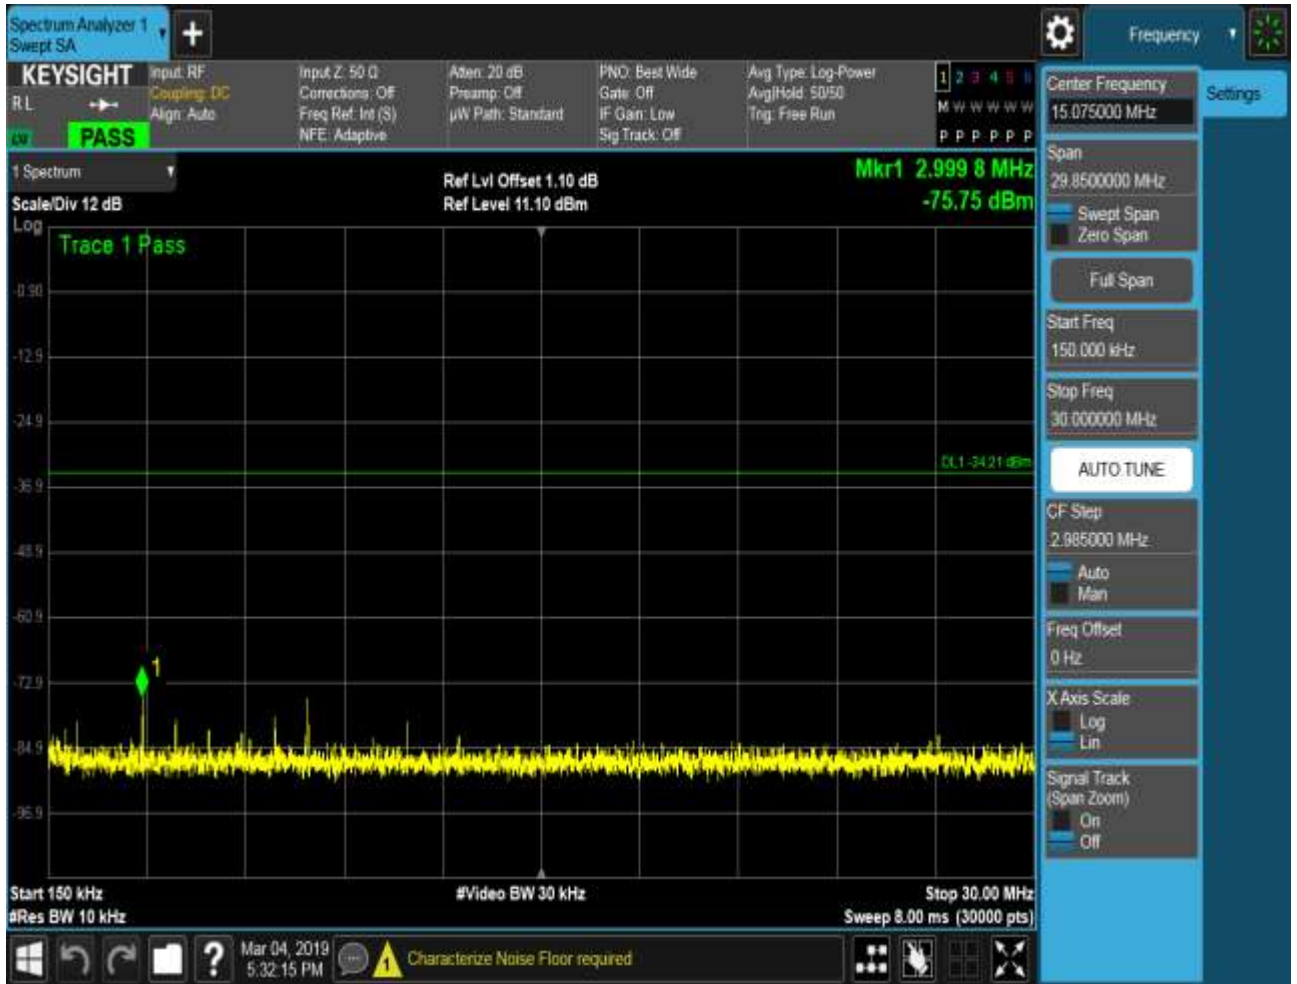 Spectrum Analyzer 1
Swept SA
+
Frequency
KEYSIGHT
R L
PASS
Input: RF
Coupling: DC
Align: Auto
Input Z: 50 Ω
Corrections: Off
Freq Ref: Int (S)
NFE: Adaptive
Atten: 20 dB
Preamp: Off
µW Path: Standard
PNO: Best Wide
Gate: Off
IF Gain: Low
Sig Track: Off
Avg Type: Log-Power
Avg|Hold: 50/50
Trig: Free Run
1 2 3 4 5 6
M W W W W W
P P P P P P
1 Spectrum
Scale/Div 12 dB
Log
Ref Lvl Offset 1.10 dB
Ref Level 11.10 dBm
Mkr1 2.999 8 MHz
-75.75 dBm
Trace 1 Pass
-0.90
-12.9
-24.9
-36.9
-48.9
-60.9
-72.9
-84.9
-96.9
DL1 -34.21 dBm
1
Start 150 kHz
#Res BW 10 kHz
#Video BW 30 kHz
Stop 30.00 MHz
Sweep 8.00 ms (30000 pts)
Center Frequency
15.075000 MHz
Settings
Span
29.8500000 MHz
Swept Span
Zero Span
Full Span
Start Freq
150.000 kHz
Stop Freq
30.000000 MHz
AUTO TUNE
CF Step
2.985000 MHz
Auto
Man
Freq Offset
0 Hz
X Axis Scale
Log
Lin
Signal Track
(Span Zoom)
On
Off
?
Mar 04, 2019
5:32:15 PM
1
Characterize Noise Floor required